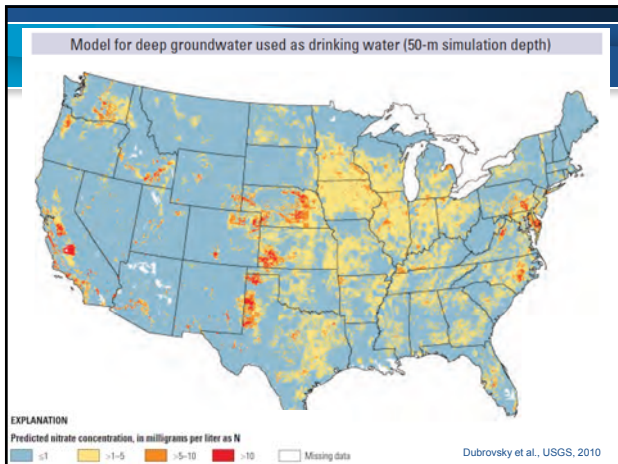 Model for deep groundwater used as drinking water (50-m simulation depth)
EXPLANATION
Predicted nitrate concentration, in milligrams per liter as N
≤1 >1–5 >5–10 >10 Missing data
Dubrovsky et al., USGS, 2010